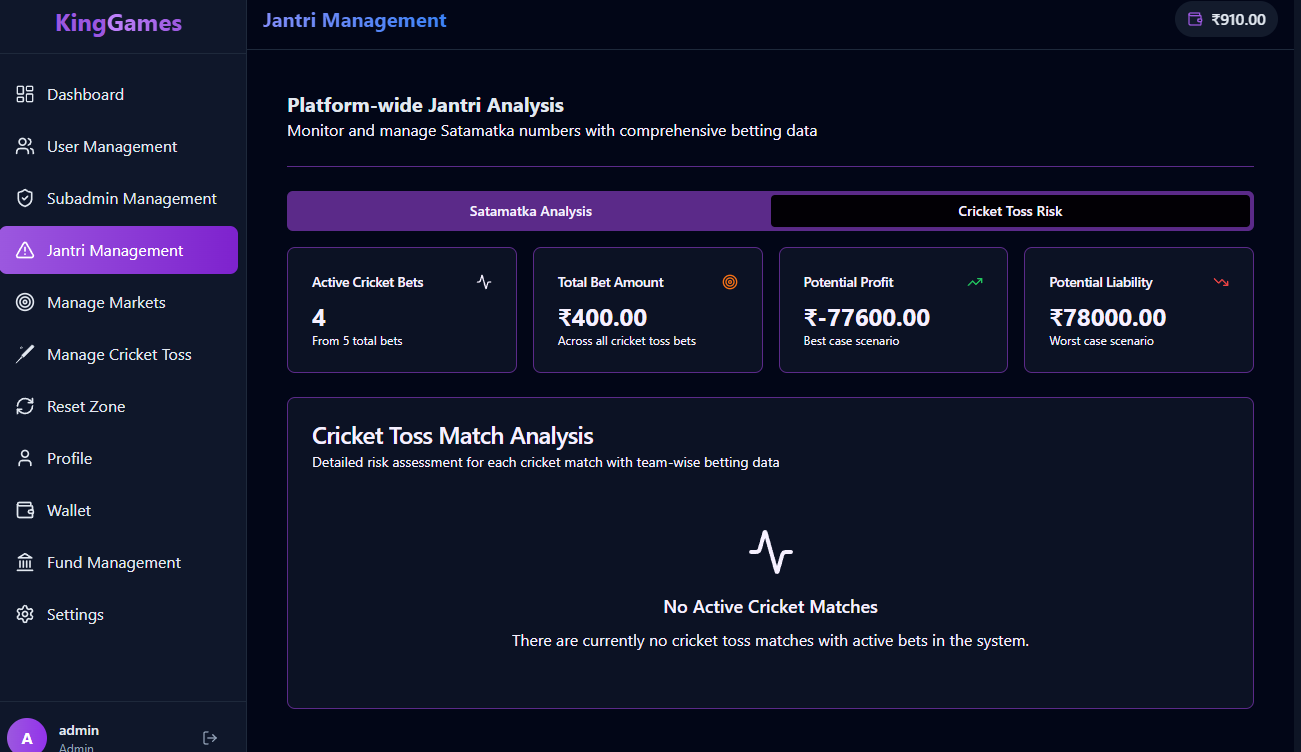 KingGames
Jantri Management
₹910.00
Dashboard
User Management
Subadmin Management
Jantri Management
Manage Markets
Manage Cricket Toss
Reset Zone
Profile
Wallet
Fund Management
Settings
A
admin
Admin
Platform-wide Jantri Analysis
Monitor and manage Satamatka numbers with comprehensive betting data
Satamatka Analysis
Cricket Toss Risk
Active Cricket Bets
4
From 5 total bets
Total Bet Amount
₹400.00
Across all cricket toss bets
Potential Profit
₹-77600.00
Best case scenario
Potential Liability
₹78000.00
Worst case scenario
Cricket Toss Match Analysis
Detailed risk assessment for each cricket match with team-wise betting data
No Active Cricket Matches
There are currently no cricket toss matches with active bets in the system.